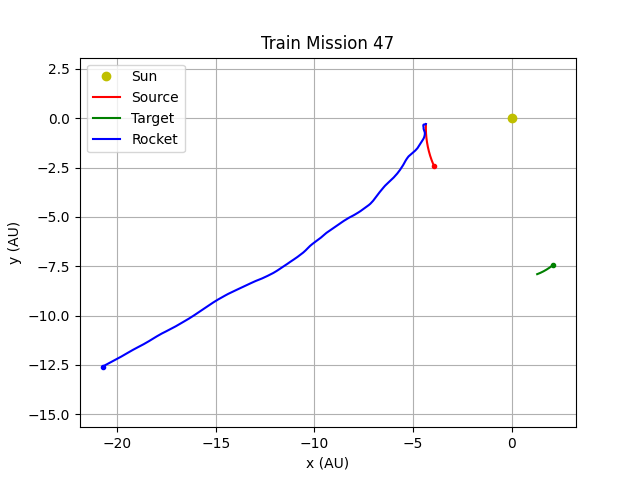 Train Mission 47
2.5
0.0
−2.5
−5.0
−7.5
−10.0
−12.5
−15.0
y (AU)
Sun
Source
Target
Rocket
−20
−15
−10
−5
0
x (AU)